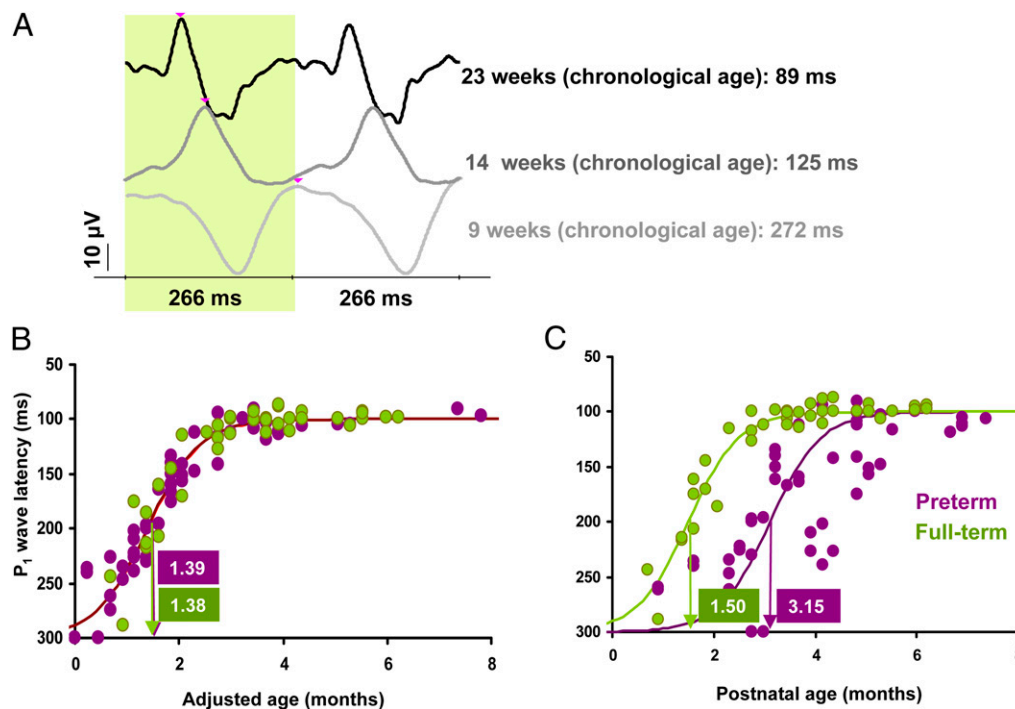 A
23 weeks (chronological age): 89 ms
14 weeks (chronological age): 125 ms
9 weeks (chronological age): 272 ms
10 µV
266 ms 266 ms
B
50
100
150
200
250
300
P1 wave latency (ms)
1.39
1.38
0 2 4 6 8
Adjusted age (months)
C
50
100
150
200
250
300
Preterm
Full-term
1.50 3.15
0 2 4 6 8
Postnatal age (months)